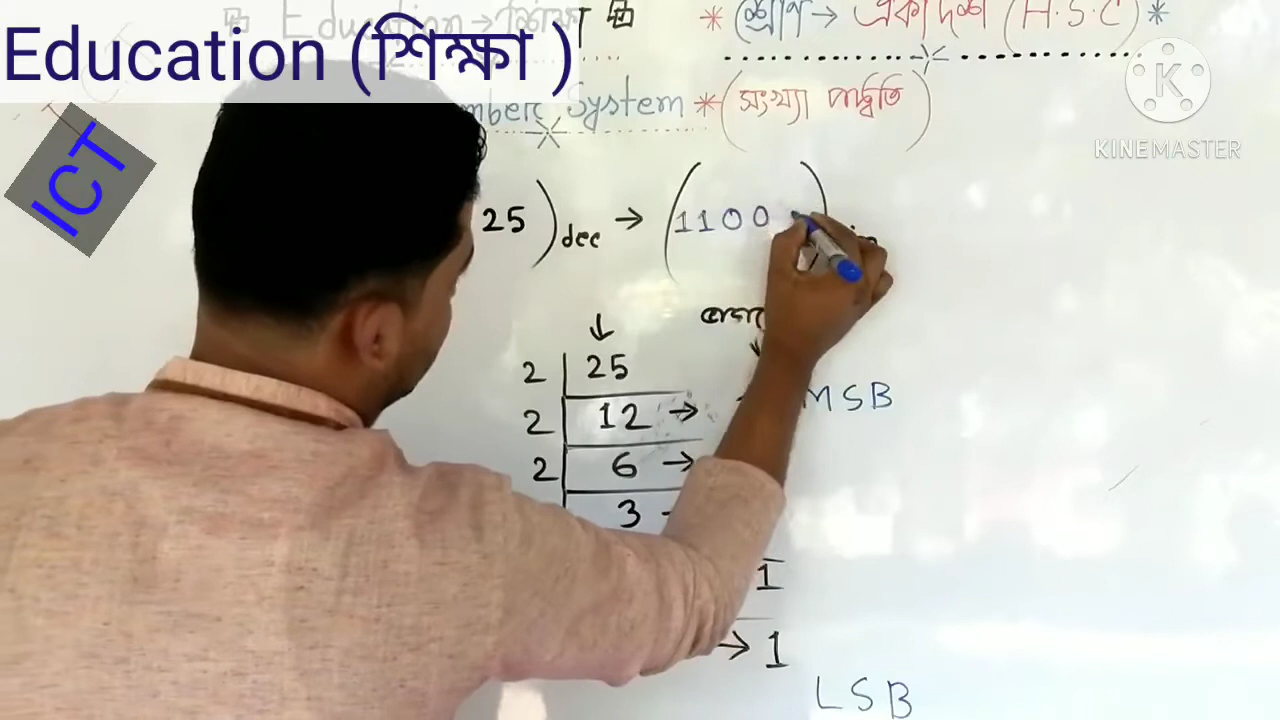 Education → শিক্ষা * শ্রেণি → একাদশ (H.S.C) *
Education (শিক্ষা )
System * (সংখ্যা পদ্ধতি)
K
KINEMASTER
ICT
25)dec → (1100
↓
2 25
2 12 → MSB
2 6 →
3
1
→ 1
LSB